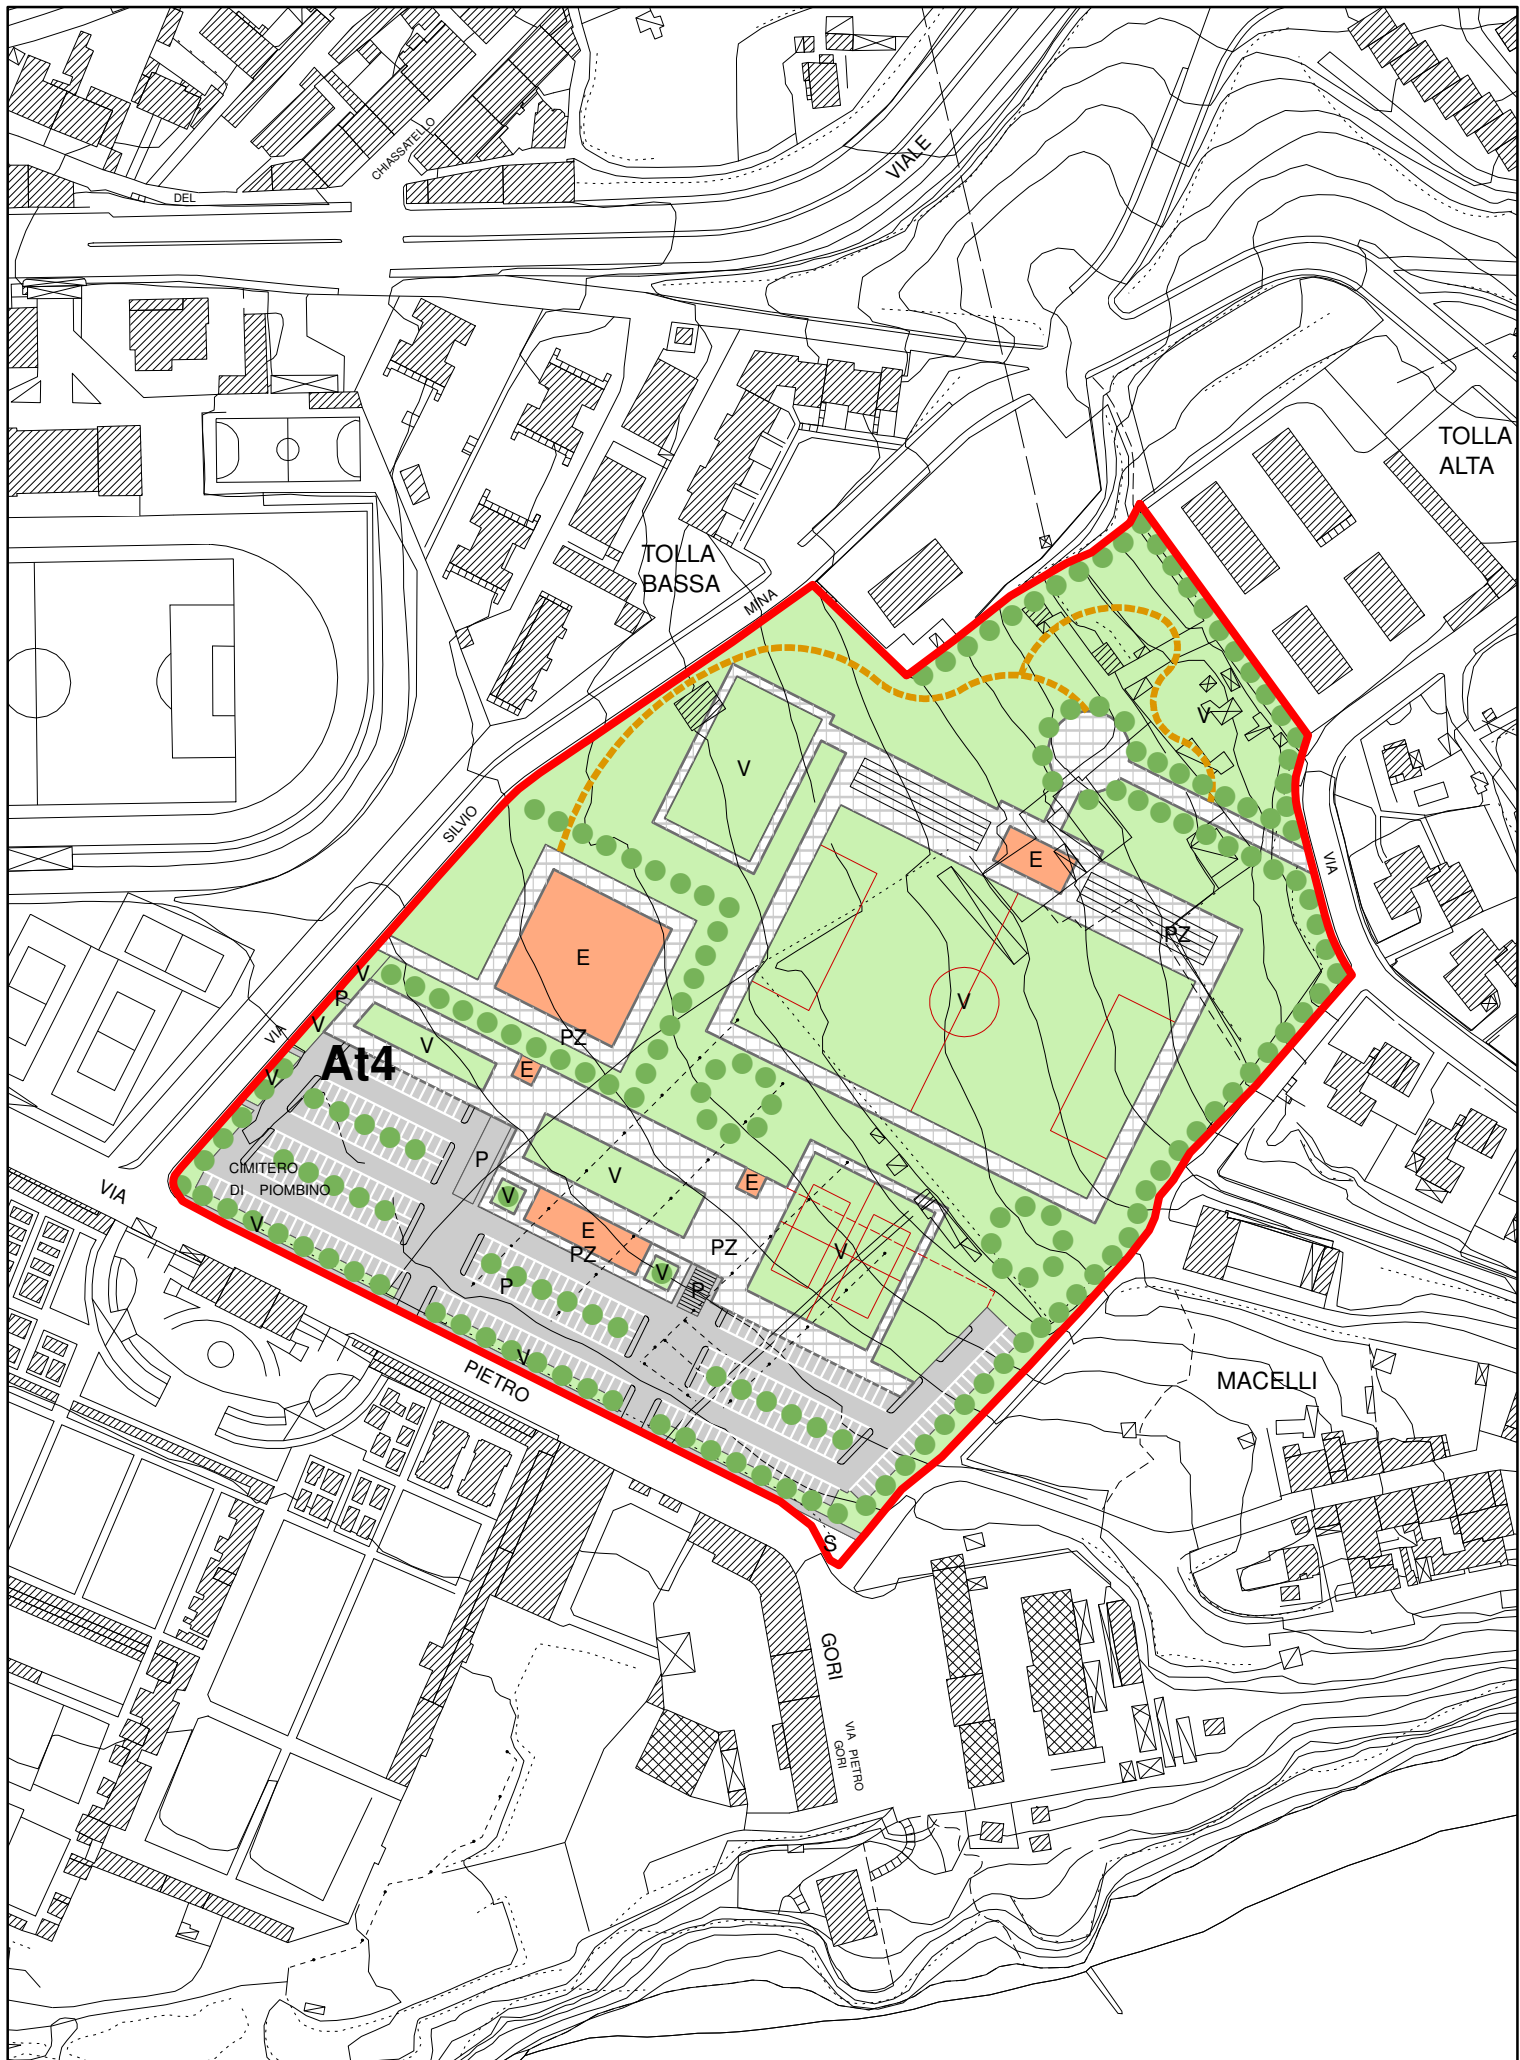 CHIASSATELLO
VIALE
DEL
TOLLA
ALTA
TOLLA
BASSA
MINA
V
V
SILVIO
E
VIA
PZ
E
V
V
P
V
PZ
VIA
V
At4
E
V
P
CIMITERO
DI PIOMBINO
V
E
V
VIA
V
E
PZ
PZ
V
V
P
P
V
PIETRO
MACELLI
S
GORI
VIA PIETRO
GORI